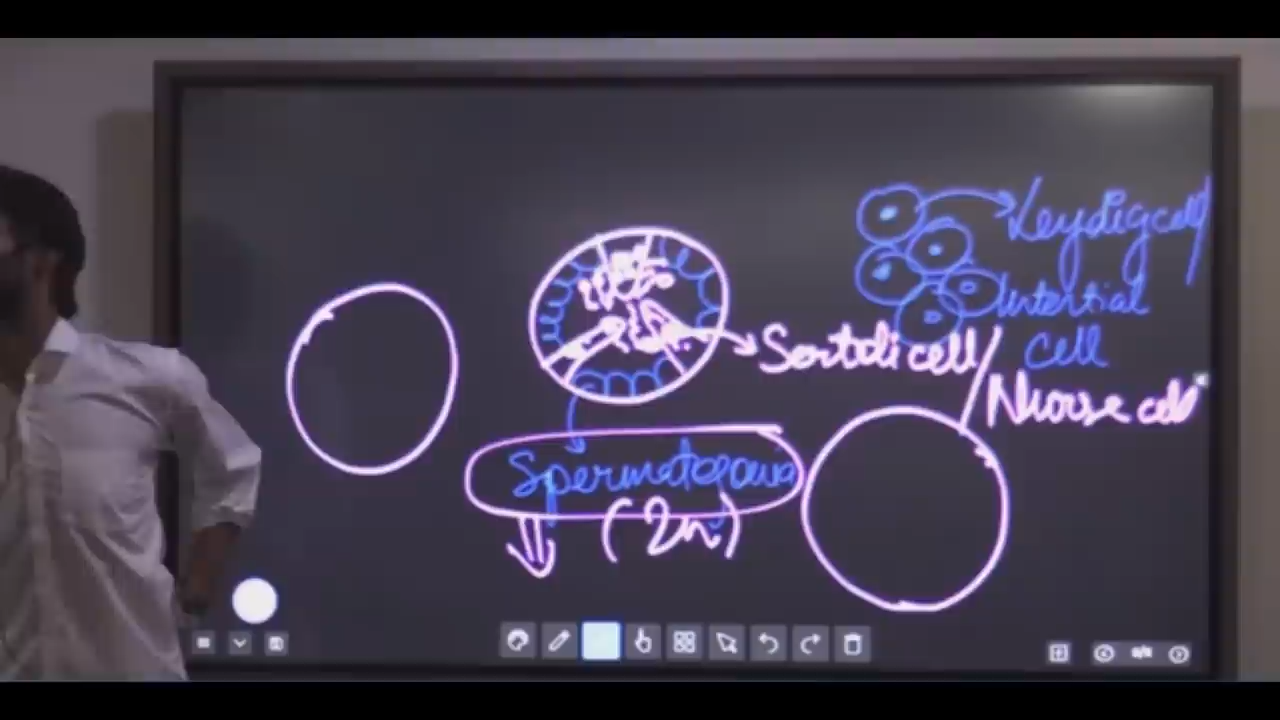 Leydig cell/
Intertial
cell
Sertoli cell/
Nurse cell
Spermatogonia
(2n)